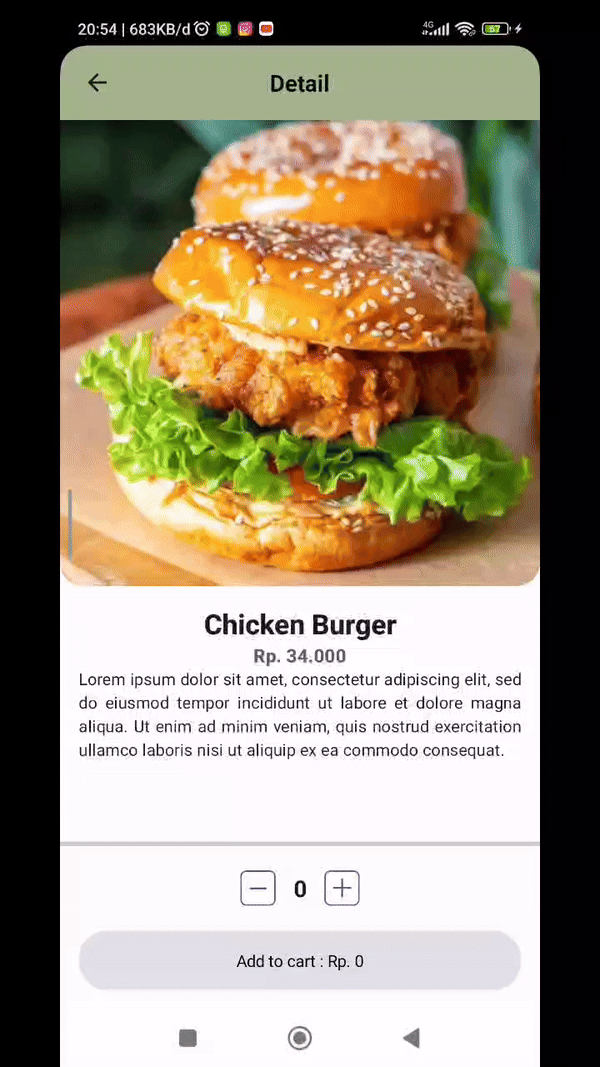 20:54 | 683KB/d
4G
67
Detail
Chicken Burger
Rp. 34.000
Lorem ipsum dolor sit amet, consectetur adipiscing elit, sed
do eiusmod tempor incididunt ut labore et dolore magna
aliqua. Ut enim ad minim veniam, quis nostrud exercitation
ullamco laboris nisi ut aliquip ex ea commodo consequat.
0
Add to cart : Rp. 0